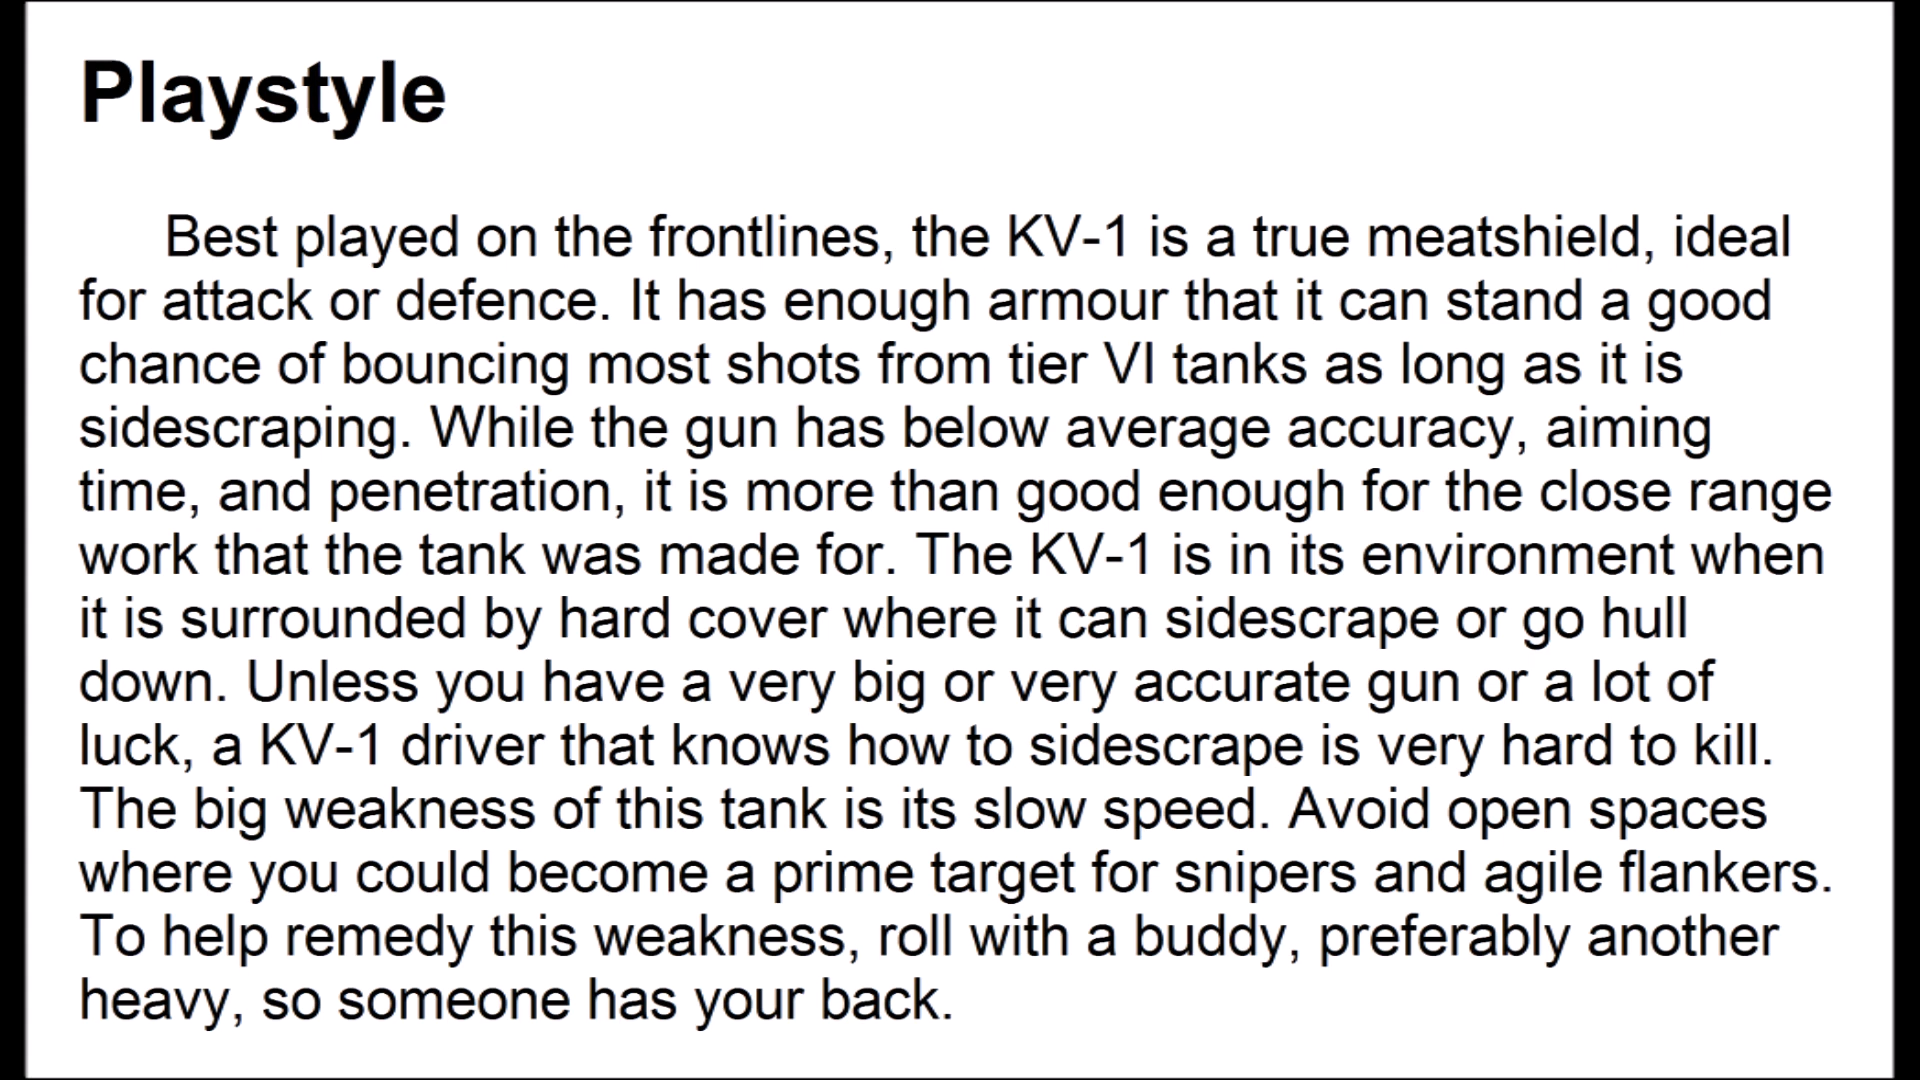 Playstyle
Best played on the frontlines, the KV-1 is a true meatshield, ideal
for attack or defence. It has enough armour that it can stand a good
chance of bouncing most shots from tier VI tanks as long as it is
sidescraping. While the gun has below average accuracy, aiming
time, and penetration, it is more than good enough for the close range
work that the tank was made for. The KV-1 is in its environment when
it is surrounded by hard cover where it can sidescrape or go hull
down. Unless you have a very big or very accurate gun or a lot of
luck, a KV-1 driver that knows how to sidescrape is very hard to kill.
The big weakness of this tank is its slow speed. Avoid open spaces
where you could become a prime target for snipers and agile flankers.
To help remedy this weakness, roll with a buddy, preferably another
heavy, so someone has your back.